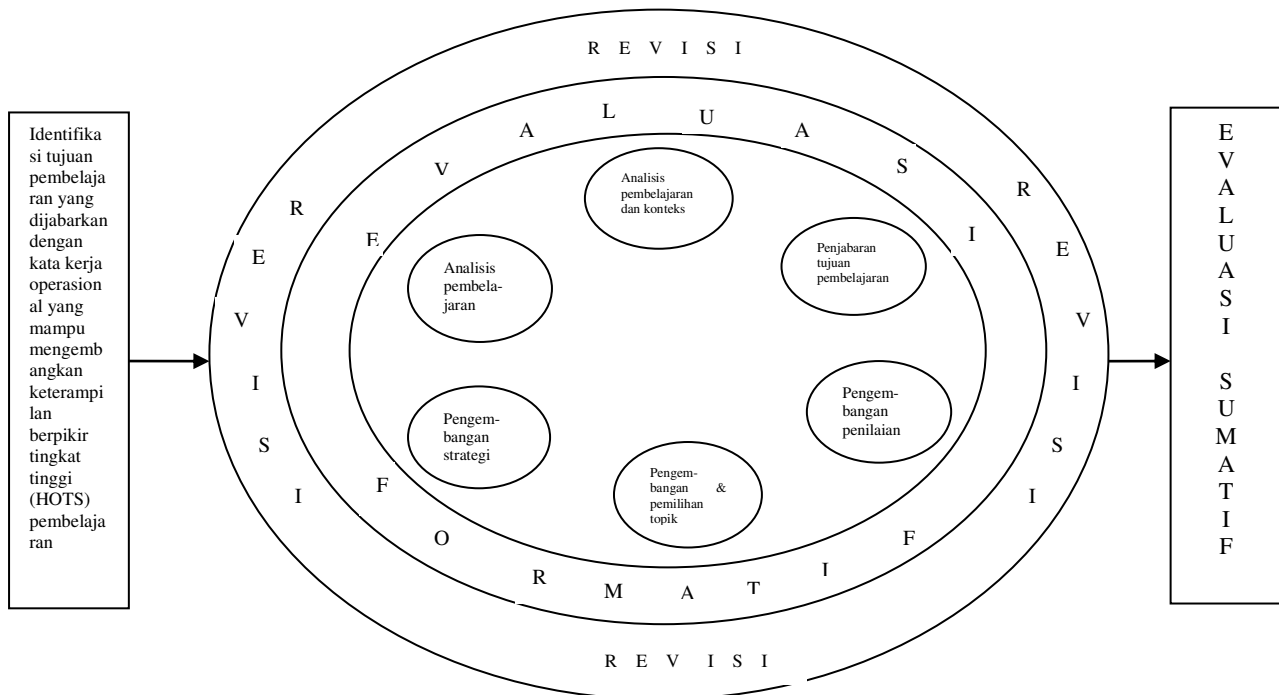 Identifika
si tujuan
pembelaja
ran yang
dijabarkan
dengan
kata kerja
operasion
al yang
mampu
mengemb
angkan
keterampi
lan
berpikir
tingkat
tinggi
(HOTS)
pembelaja
ran
R E V I S I
R E V I S I
R E V I S I
R E V I S I
E V A L U A S I
F O R M A T I F
Analisis
pembelajaran
dan konteks
Penjabaran
tujuan
pembelajaran
Pengem-
bangan
penilaian
Pengem-
bangan &
pemilihan
topik
Pengem-
bangan
strategi
Analisis
pembela-
jaran
E
V
A
L
U
A
S
I
S
U
M
A
T
I
F